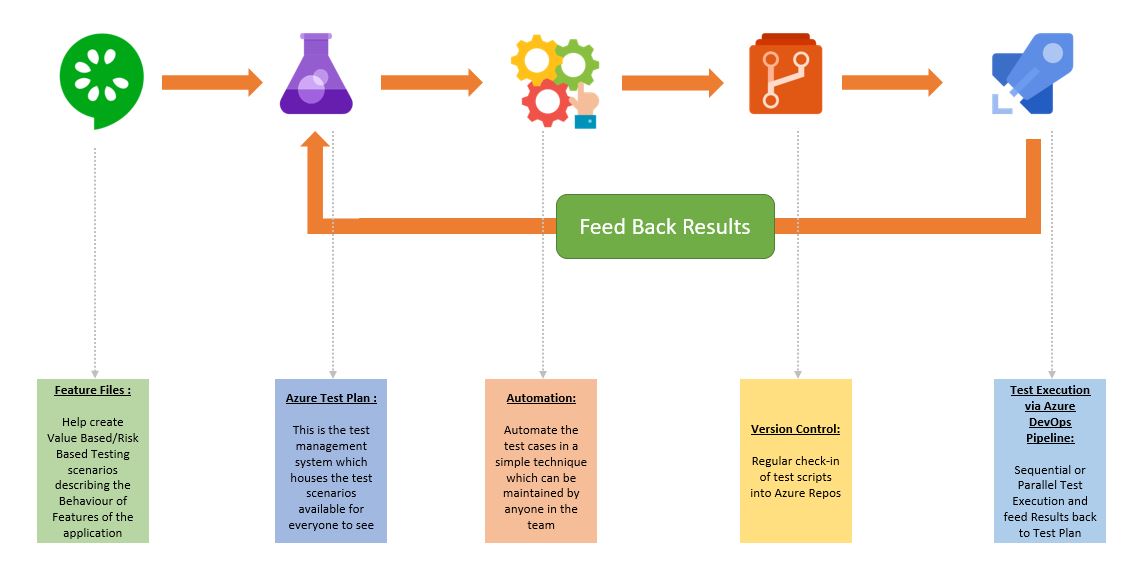 Feed Back Results
Feature Files :
Help create
Value Based/Risk
Based Testing
scenarios
describing the
Behaviour of
Features of the
application
Azure Test Plan :
This is the test
management
system which
houses the test
scenarios
available for
everyone to see
Automation:
Automate the
test cases in a
simple technique
which can be
maintained by
anyone in the
team
Version Control:
Regular check-in
of test scripts
into Azure Repos
Test Execution
via Azure
DevOps
Pipeline:
Sequential or
Parallel Test
Execution and
feed Results back
to Test Plan